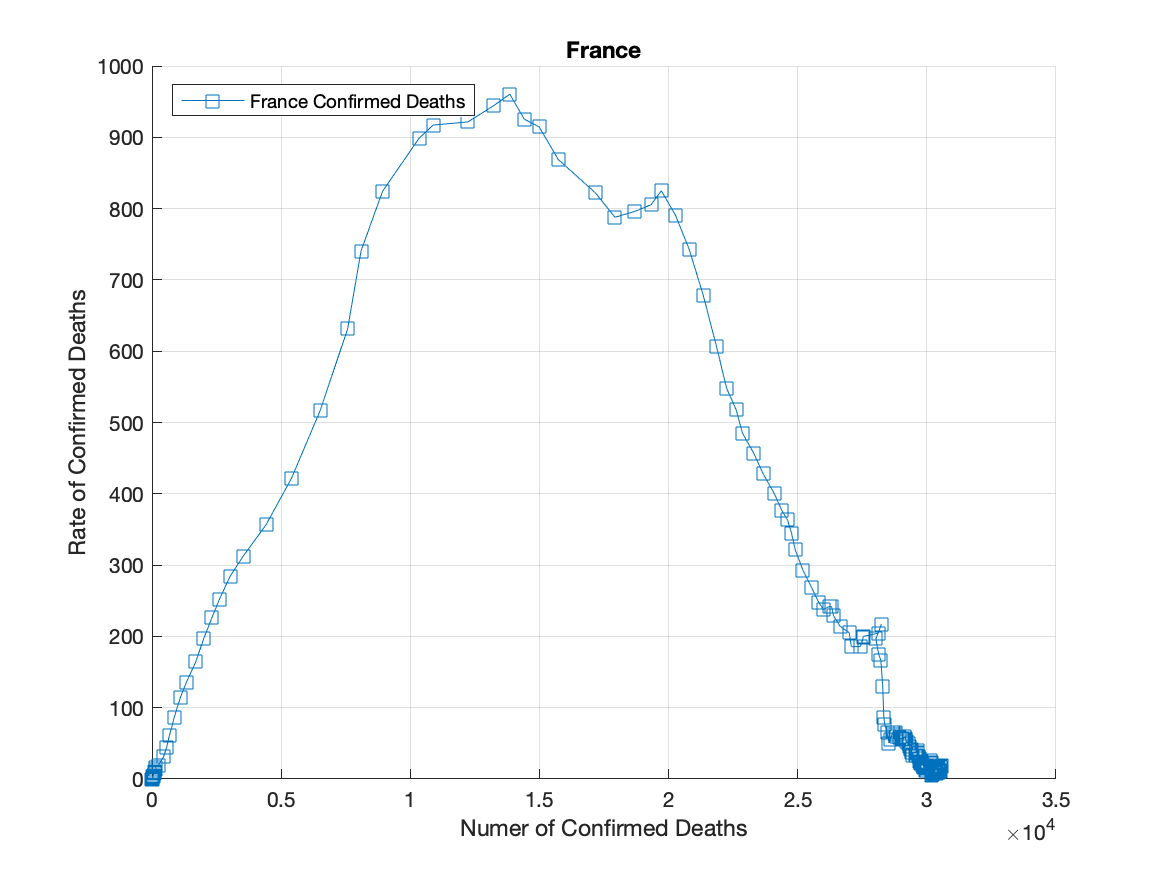 France
1000
900
800
700
600
500
400
300
200
100
0
France Confirmed Deaths
Rate of Confirmed Deaths
0 0.5 1 1.5 2 2.5 3 3.5
Numer of Confirmed Deaths
×10^4